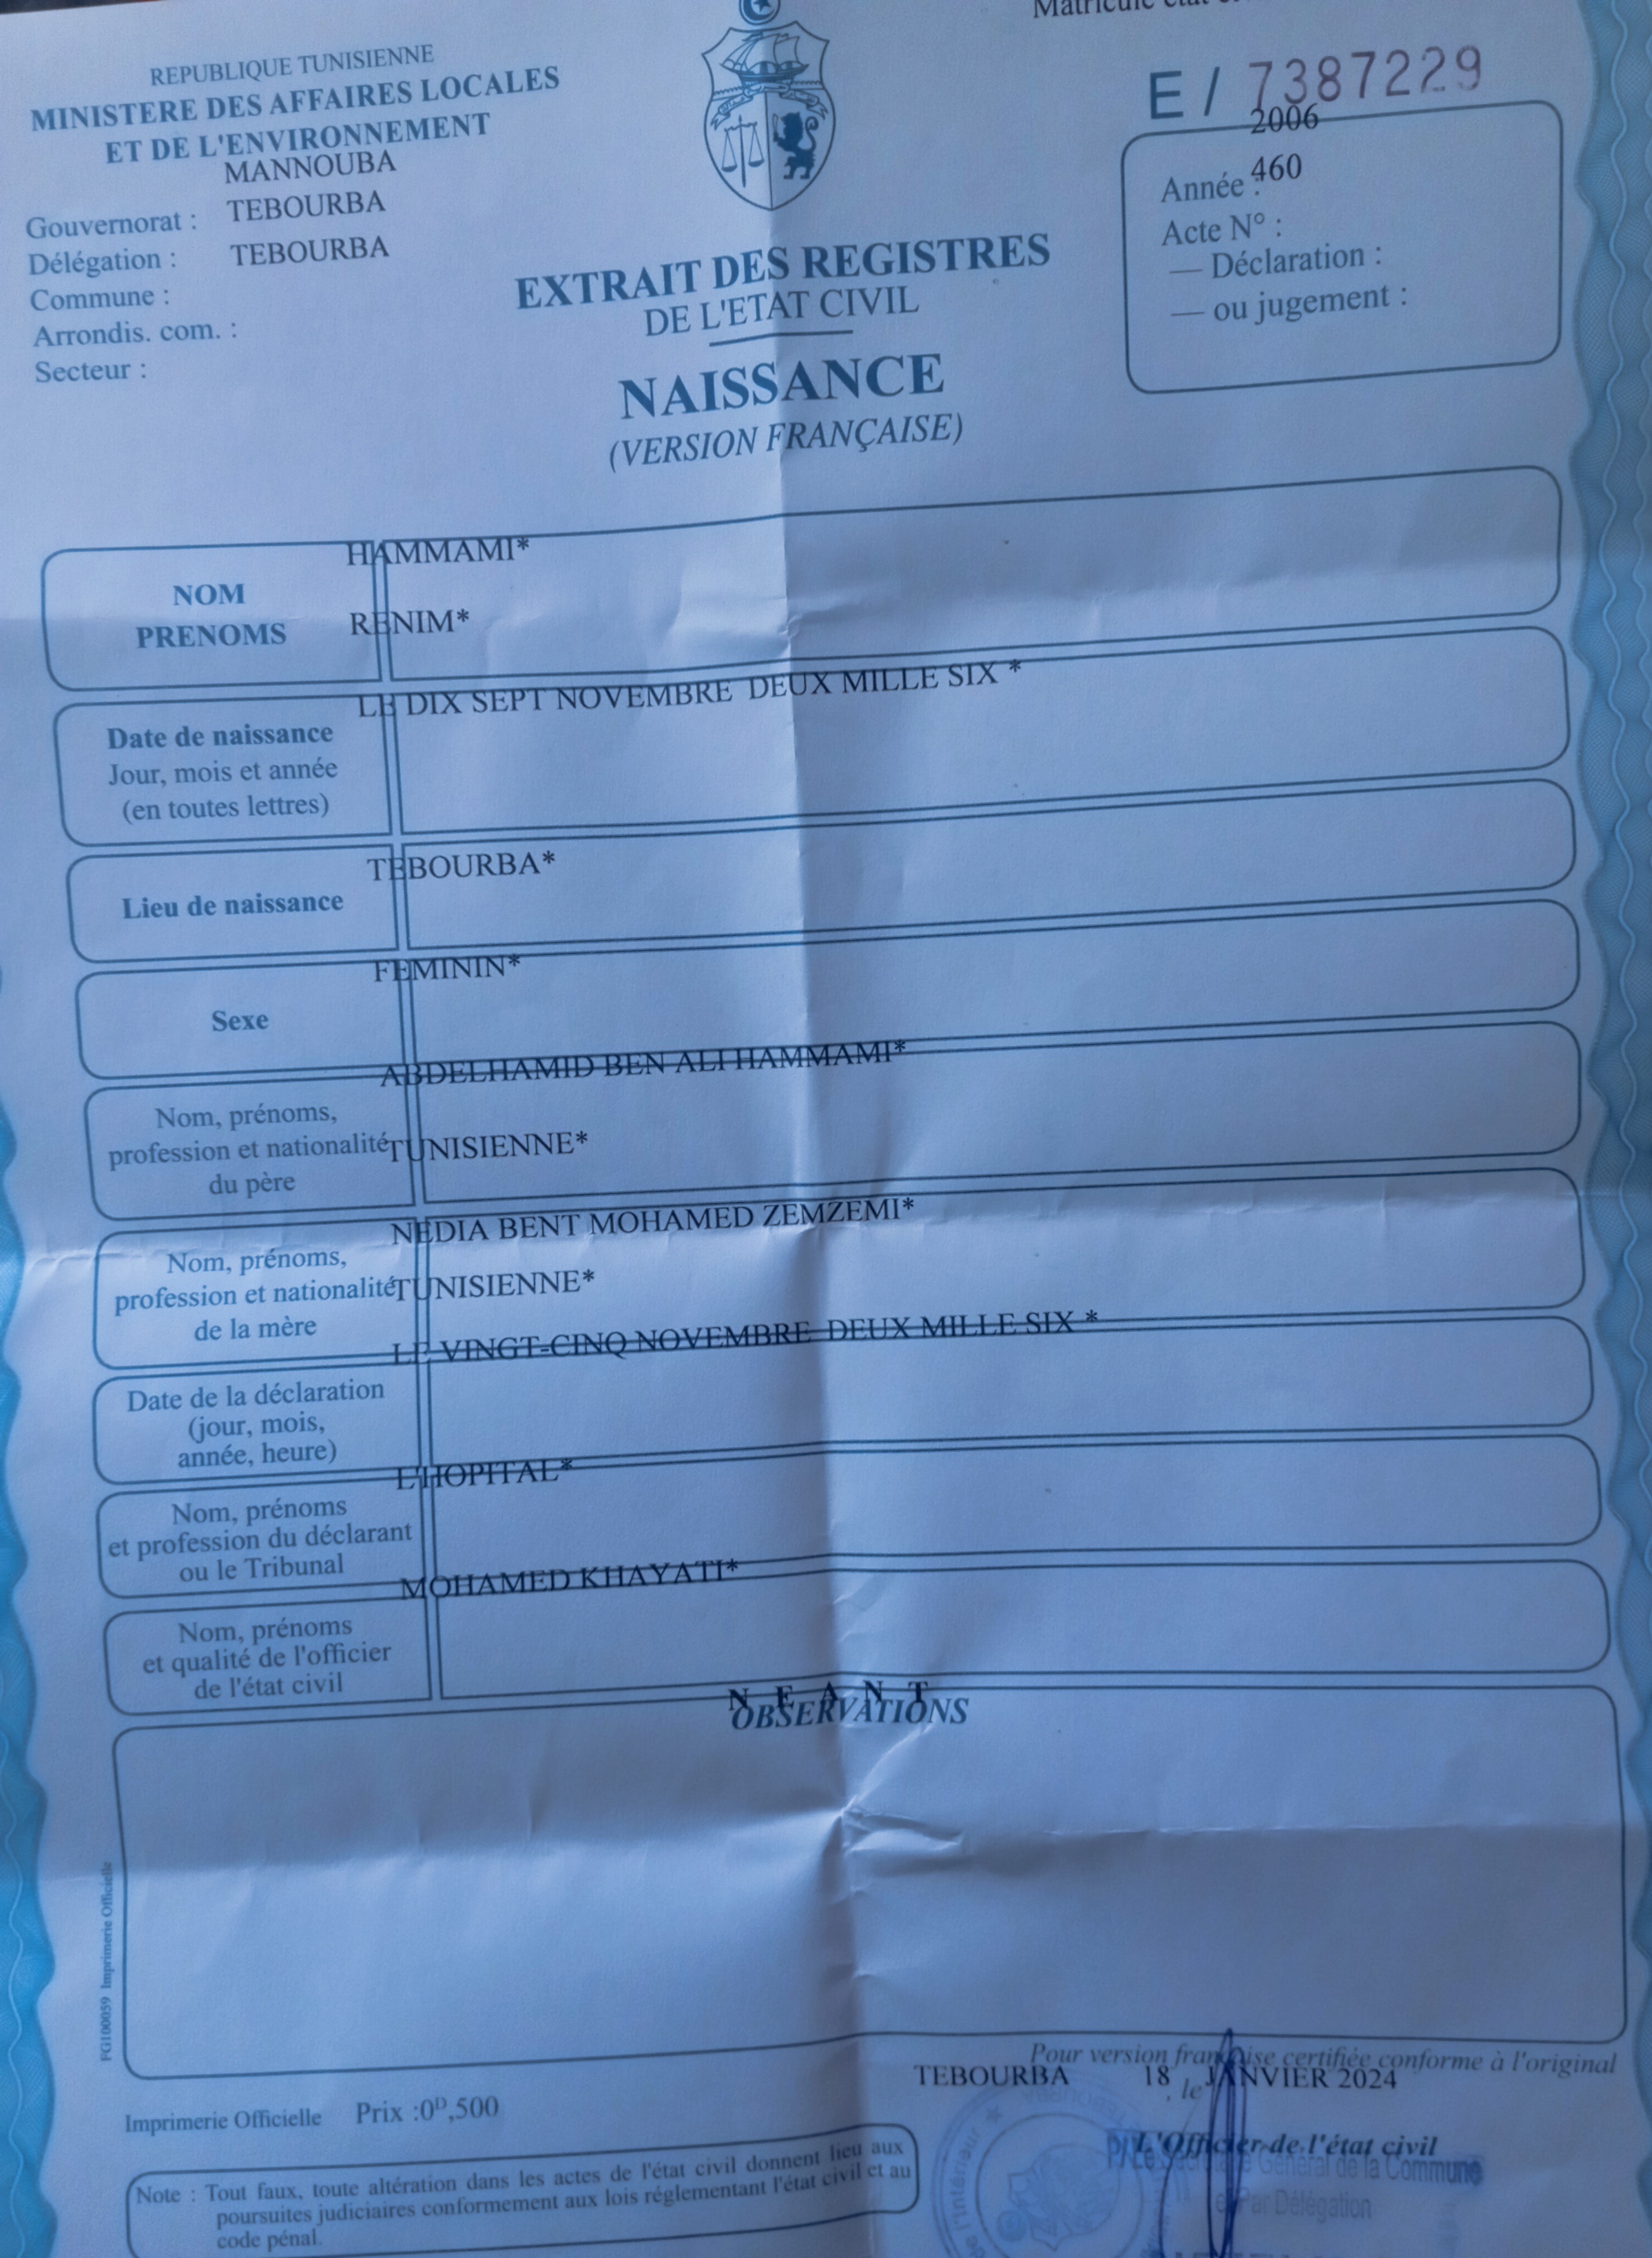 Matricule
REPUBLIQUE TUNISIENNE
MINISTERE DES AFFAIRES LOCALES
ET DE L'ENVIRONNEMENT
MANNOUBA
Gouvernorat : TEBOURBA
Délégation : TEBOURBA
Commune :
Arrondis. com. :
Secteur :
E / 7387229
2006
Année : 460
Acte N° :
— Déclaration :
— ou jugement :
EXTRAIT DES REGISTRES
DE L'ETAT CIVIL
NAISSANCE
(VERSION FRANÇAISE)
HAMMAMI*
NOM
PRENOMS RENIM*
LE DIX SEPT NOVEMBRE DEUX MILLE SIX *
Date de naissance
Jour, mois et année
(en toutes lettres)
TEBOURBA*
Lieu de naissance
FEMININ*
Sexe
ABDELHAMID BEN ALI HAMMAMI*
Nom, prénoms,
profession et nationalité TUNISIENNE*
du père
NEDIA BENT MOHAMED ZEMZEMI*
Nom, prénoms,
profession et nationalité TUNISIENNE*
de la mère
LE VINGT-CINQ NOVEMBRE DEUX MILLE SIX *
Date de la déclaration
(jour, mois,
année, heure)
L'HOPITAL*
Nom, prénoms
et profession du déclarant
ou le Tribunal
MOHAMED KHAYATI*
Nom, prénoms
et qualité de l'officier
de l'état civil
N E A N T
OBSERVATIONS
FG100059 Imprimerie Officielle
Pour version française certifiée conforme à l'original
TEBOURBA 18 , le JANVIER 2024
Imprimerie Officielle Prix :0ᴰ,500
L'Officier de l'état civil
P/Le Secrétaire Général de la Commune
et Par Délégation
de l'intérieur
Note : Tout faux, toute altération dans les actes de l'état civil donnent lieu aux
poursuites judiciaires conformement aux lois réglementant l'état civil et au
code pénal.